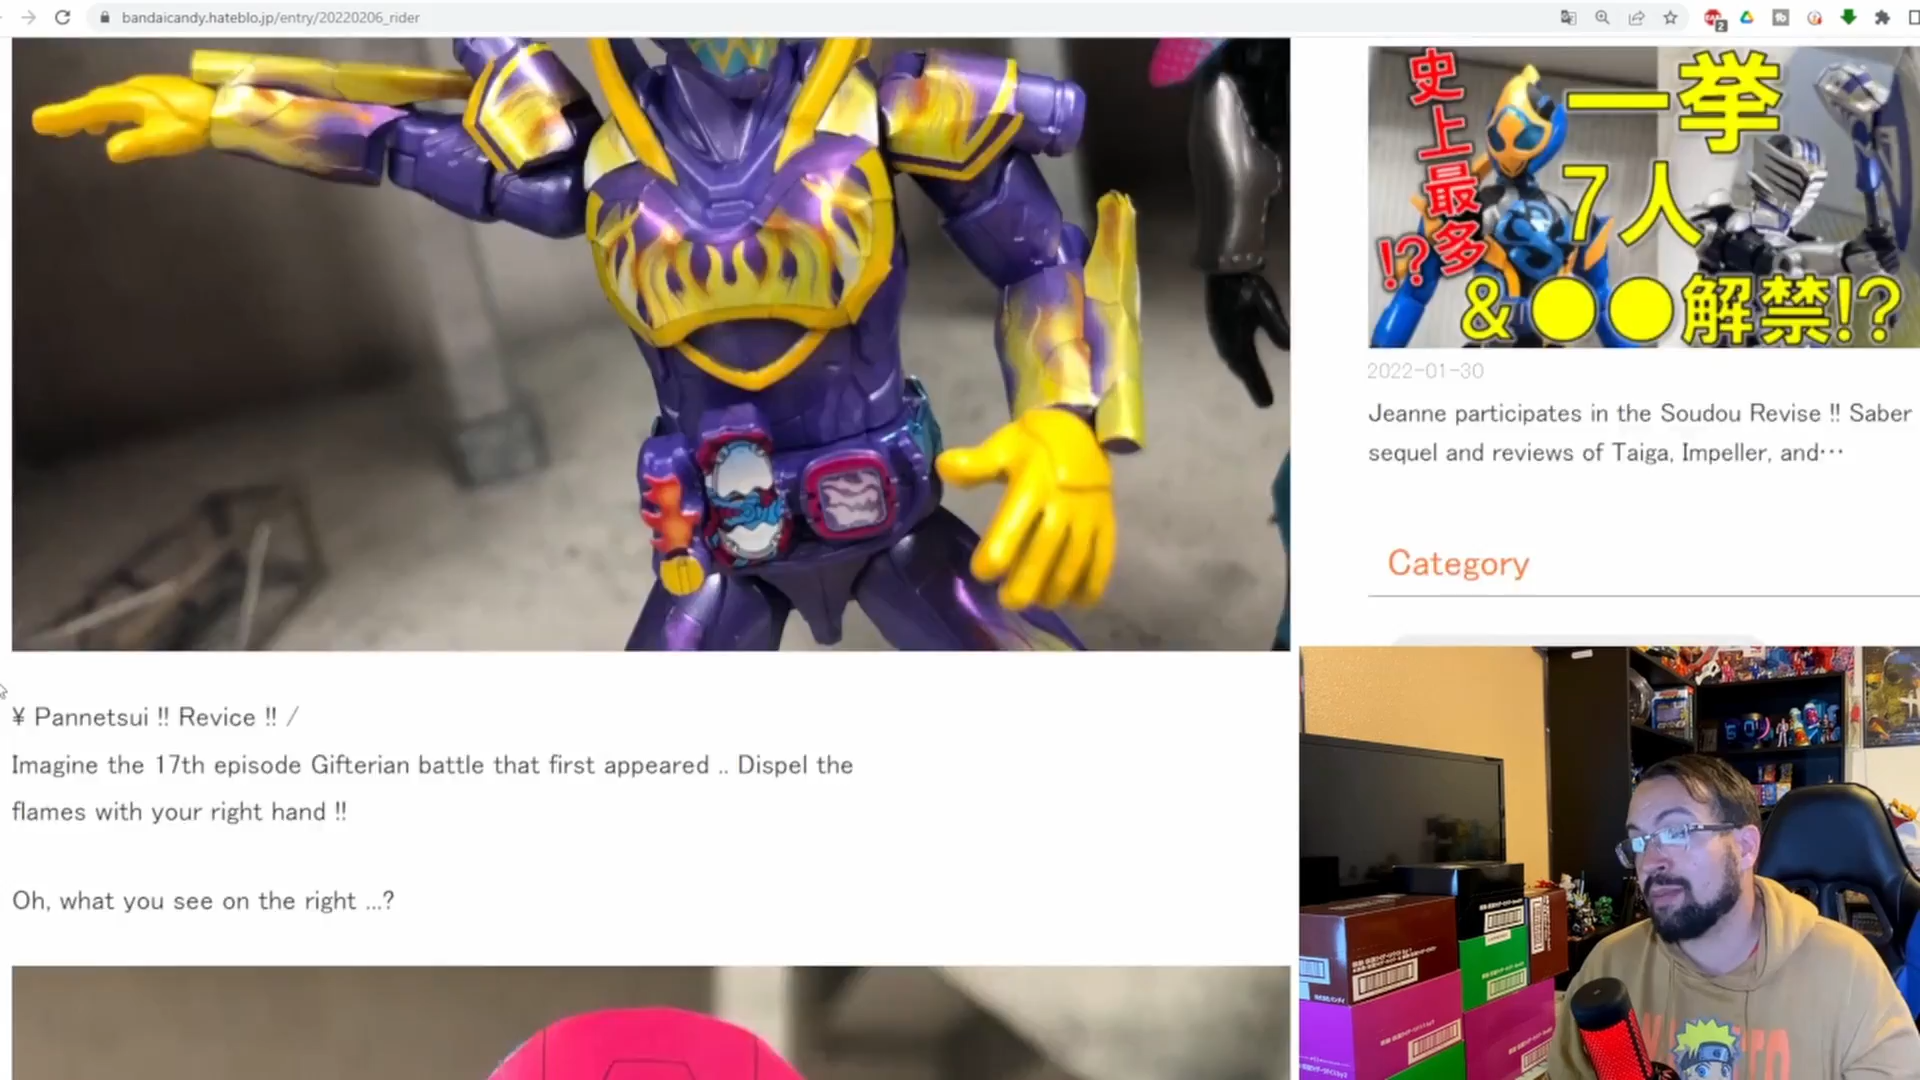 bandaicandy.hateblo.jp/entry/20220206_rider
2
史上最多!?
一挙
7人
&●●解禁!?
2022-01-30
Jeanne participates in the Soudou Revise !! Saber
sequel and reviews of Taiga, Impeller, and…
Category
¥ Pannetsui !! Revice !! /
Imagine the 17th episode Gifterian battle that first appeared .. Dispel the
flames with your right hand !!
Oh, what you see on the right ...?